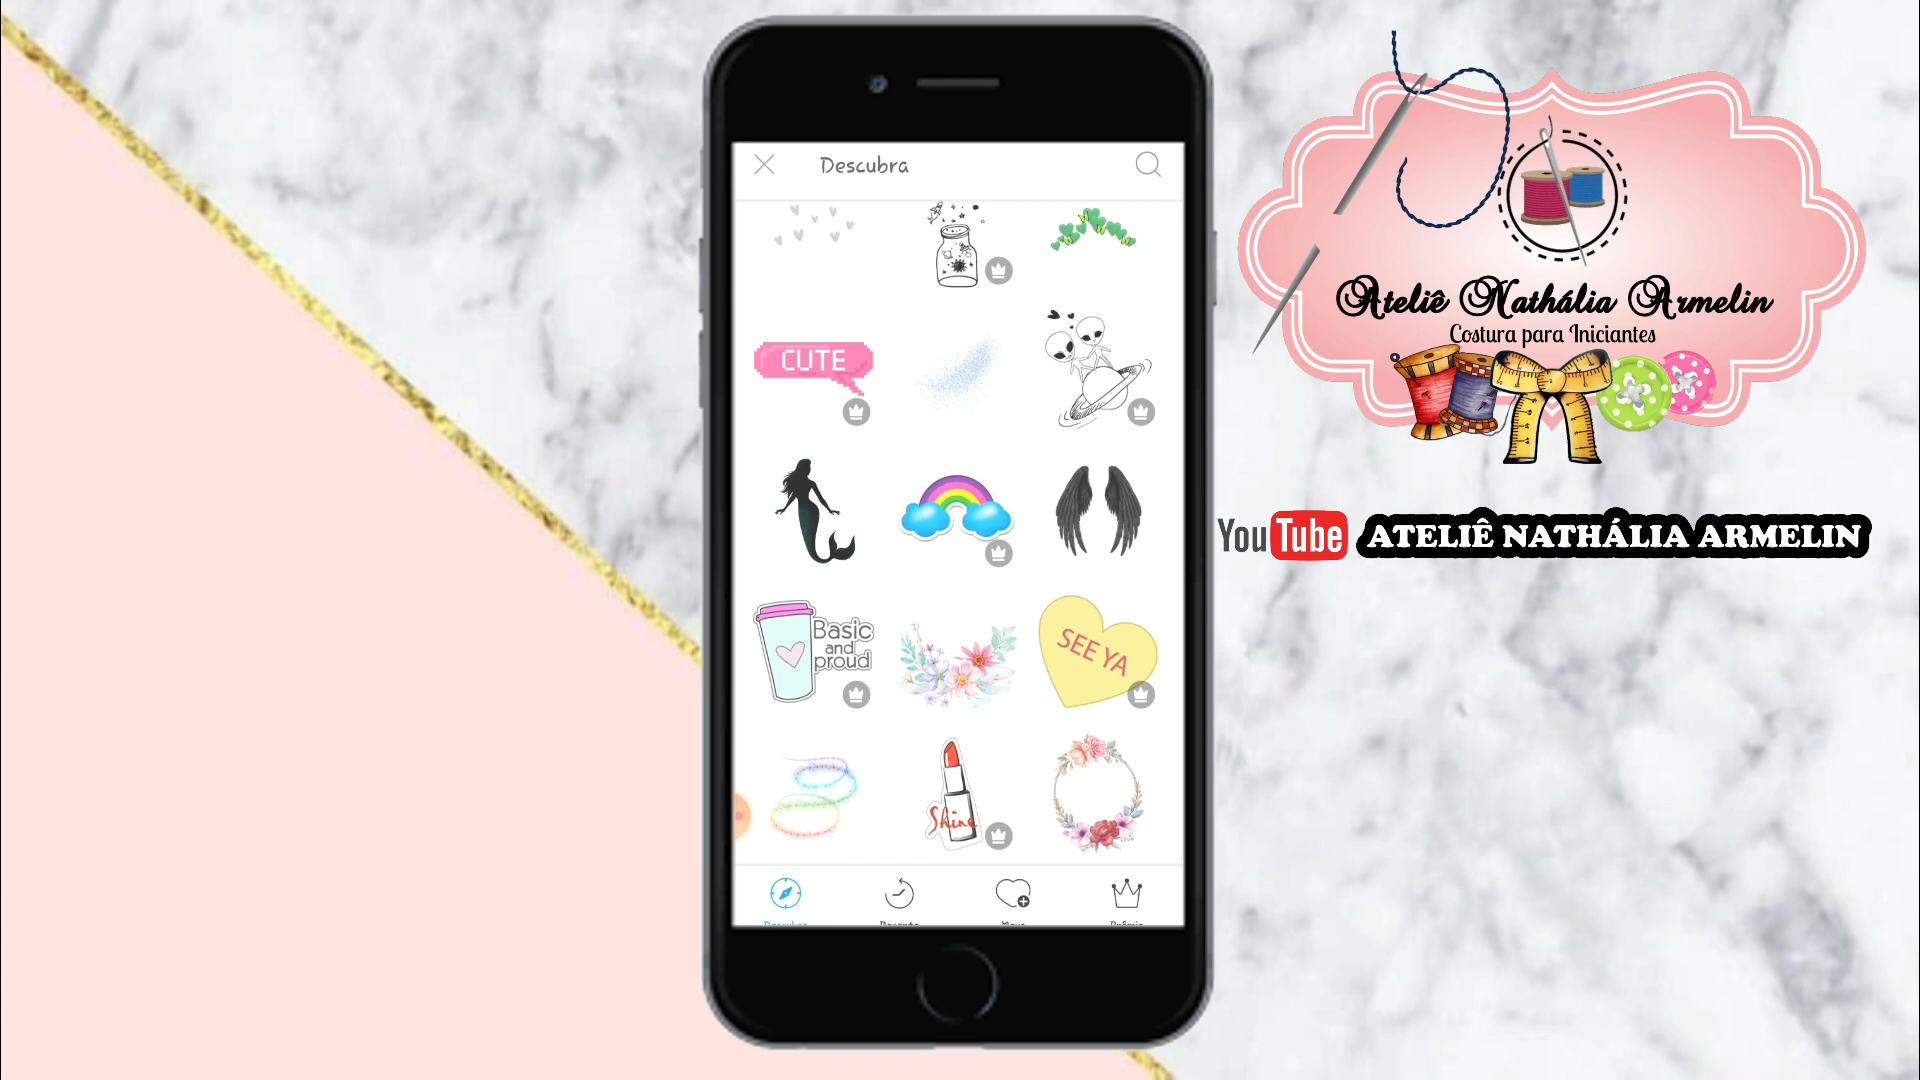 Descubra
CUTE
Basic
and
proud
SEE YA
Shine
Ateliê Nathália Armelin
Costura para Iniciantes
YouTube ATELIÊ NATHÁLIA ARMELIN